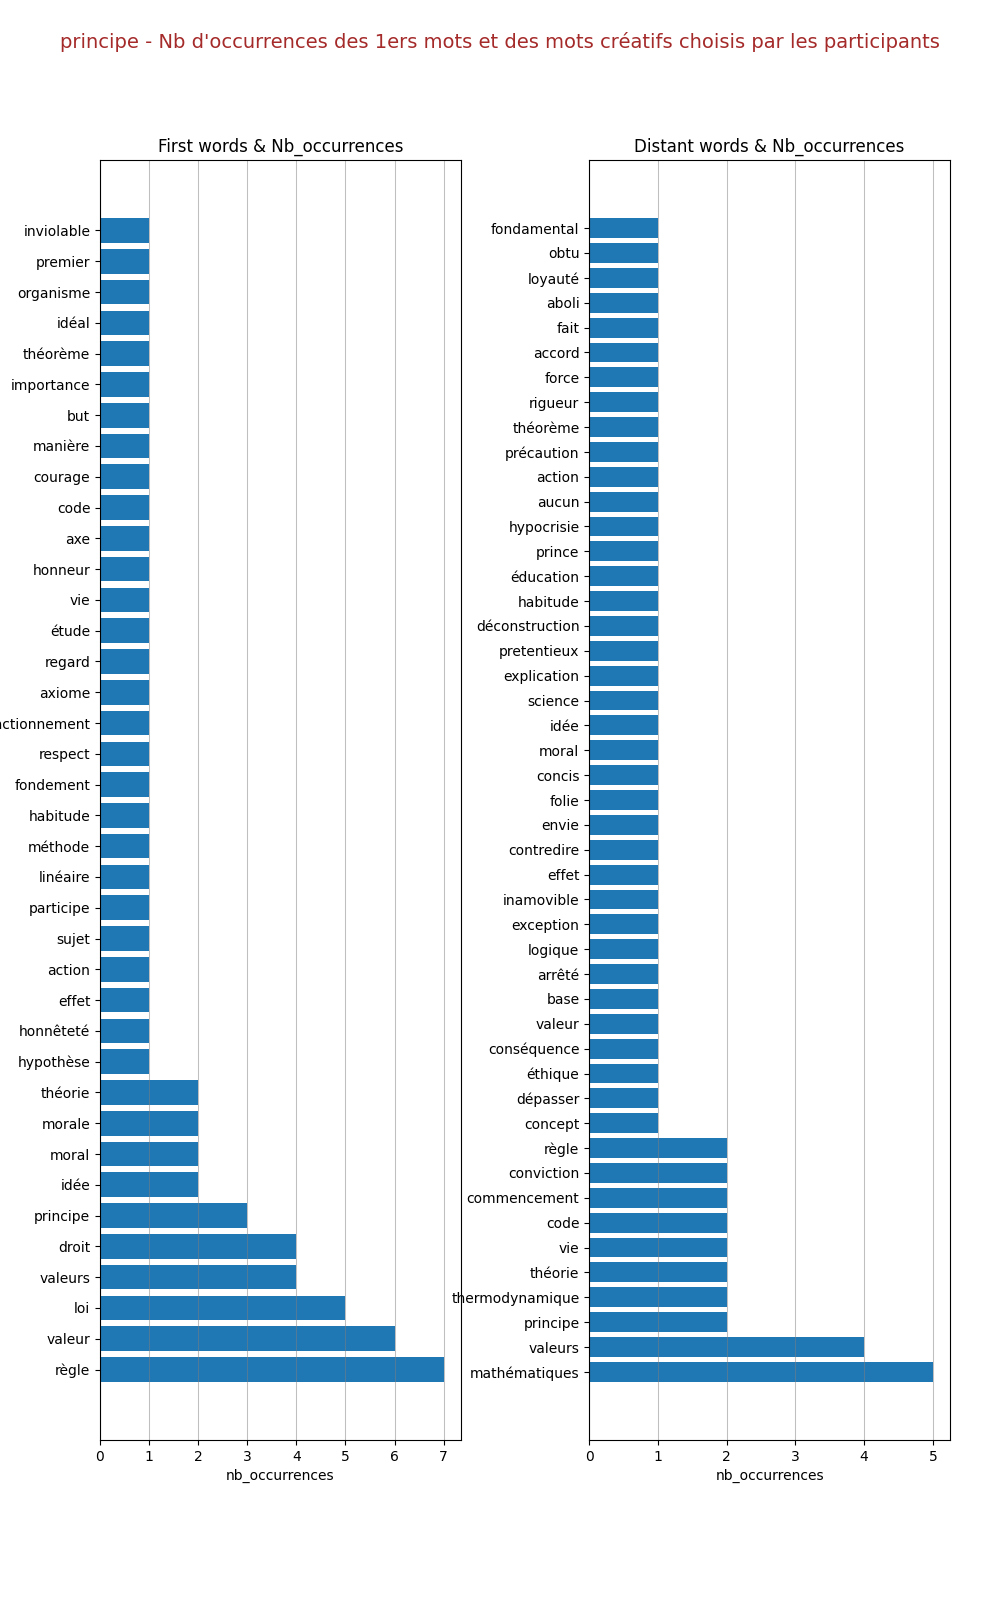 principe - Nb d'occurrences des 1ers mots et des mots créatifs choisis par les participants
First words & Nb_occurrences
inviolable
premier
organisme
idéal
théorème
importance
but
manière
courage
code
axe
honneur
vie
étude
regard
axiome
ctionnement
respect
fondement
habitude
méthode
linéaire
participe
sujet
action
effet
honnêteté
hypothèse
théorie
morale
moral
idée
principe
droit
valeurs
loi
valeur
règle
0 1 2 3 4 5 6 7
nb_occurrences
Distant words & Nb_occurrences
fondamental
obtu
loyauté
aboli
fait
accord
force
rigueur
théorème
précaution
action
aucun
hypocrisie
prince
éducation
habitude
déconstruction
pretentieux
explication
science
idée
moral
concis
folie
envie
contredire
effet
inamovible
exception
logique
arrêté
base
valeur
conséquence
éthique
dépasser
concept
règle
conviction
commencement
code
vie
théorie
thermodynamique
principe
valeurs
mathématiques
0 1 2 3 4 5
nb_occurrences